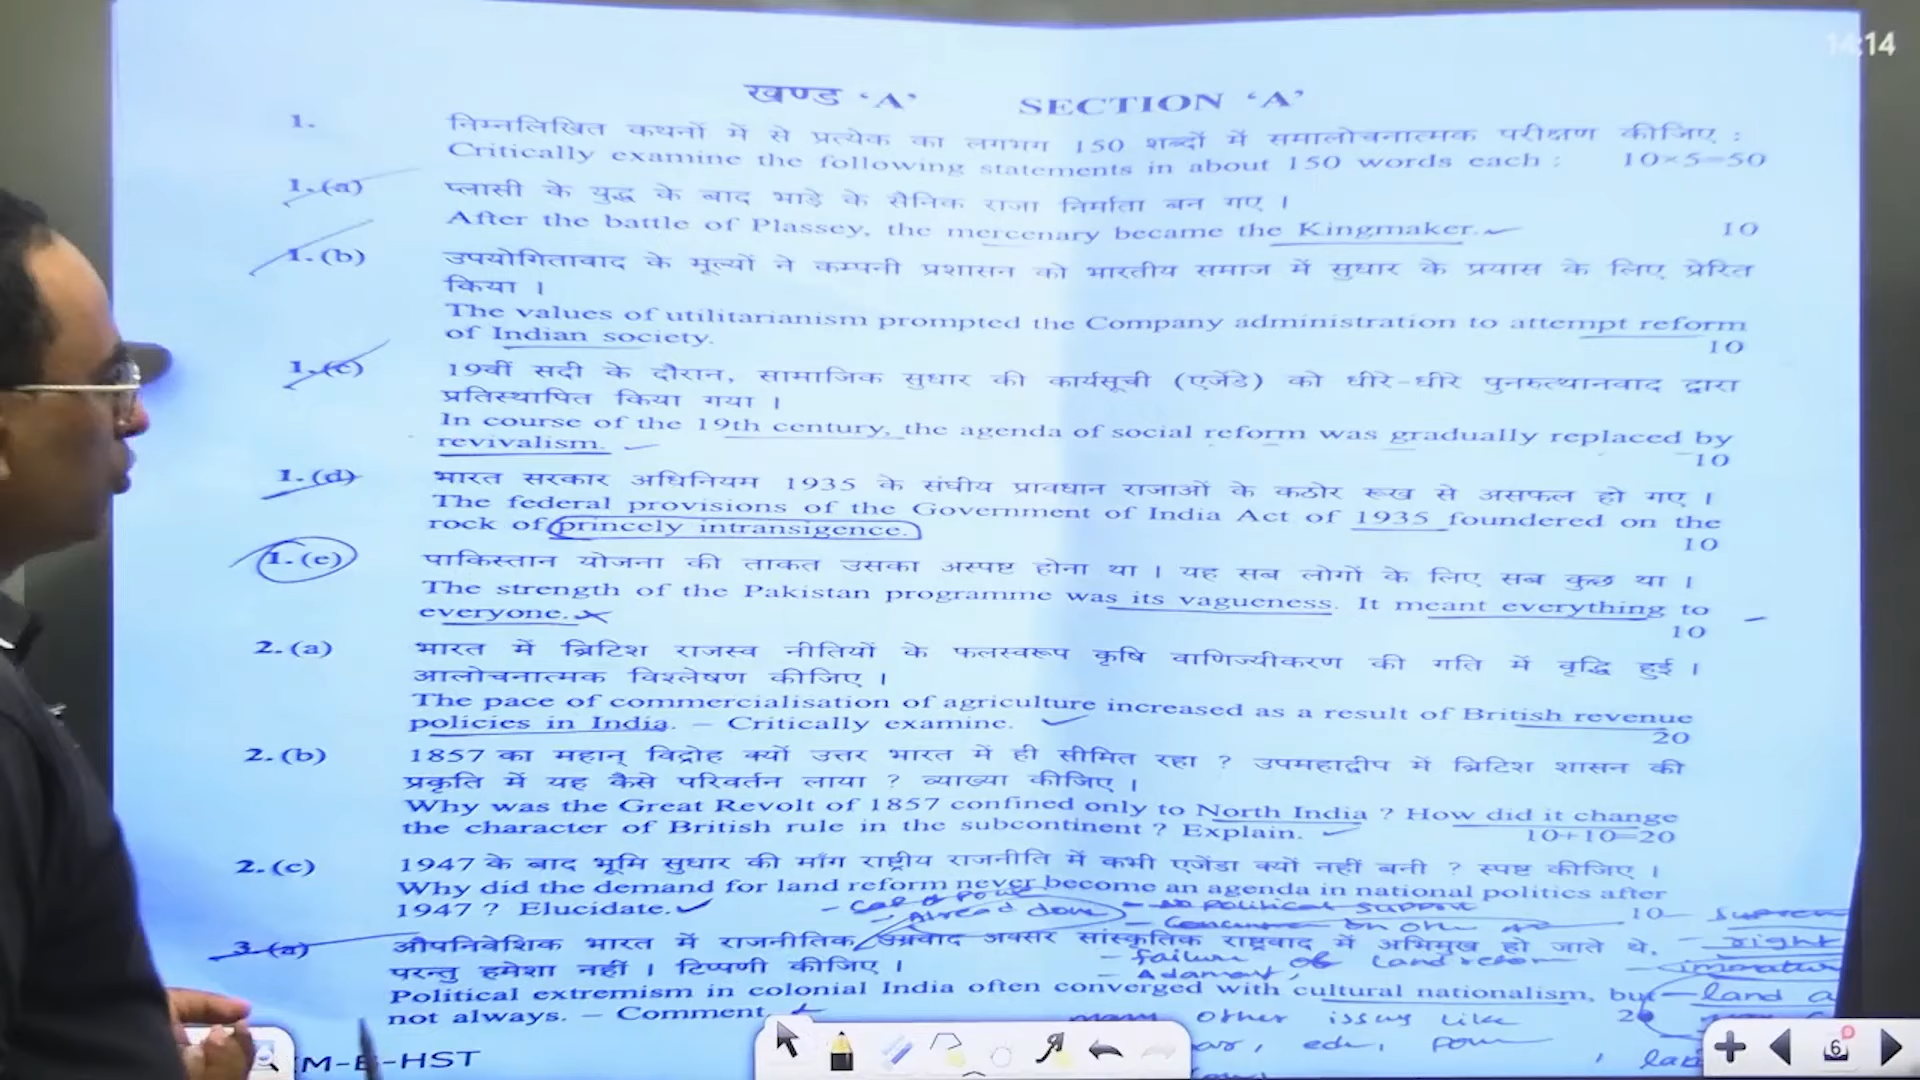 14:14
खण्ड ‘A’ SECTION ‘A’
1. निम्नलिखित कथनों में से प्रत्येक का लगभग 150 शब्दों में समालोचनात्मक परीक्षण कीजिए :
Critically examine the following statements in about 150 words each : 10×5=50
1.(a) प्लासी के युद्ध के बाद भाड़े के सैनिक राजा निर्माता बन गए ।
After the battle of Plassey, the mercenary became the Kingmaker. 10
1.(b) उपयोगितावाद के मूल्यों ने कम्पनी प्रशासन को भारतीय समाज में सुधार के प्रयास के लिए प्रेरित
किया ।
The values of utilitarianism prompted the Company administration to attempt reform
of Indian society. 10
1.(c) 19वीं सदी के दौरान, सामाजिक सुधार की कार्यसूची (एजेंडे) को धीरे-धीरे पुनरुत्थानवाद द्वारा
प्रतिस्थापित किया गया ।
In course of the 19th century, the agenda of social reform was gradually replaced by
revivalism. 10
1.(d) भारत सरकार अधिनियम 1935 के संघीय प्रावधान राजाओं के कठोर रूख से असफल हो गए ।
The federal provisions of the Government of India Act of 1935 foundered on the
rock of princely intransigence. 10
1.(e) पाकिस्तान योजना की ताकत उसका अस्पष्ट होना था । यह सब लोगों के लिए सब कुछ था ।
The strength of the Pakistan programme was its vagueness. It meant everything to
everyone. 10
2.(a) भारत में ब्रिटिश राजस्व नीतियों के फलस्वरूप कृषि वाणिज्यीकरण की गति में वृद्धि हुई ।
आलोचनात्मक विश्लेषण कीजिए ।
The pace of commercialisation of agriculture increased as a result of British revenue
policies in India. – Critically examine. 20
2.(b) 1857 का महान् विद्रोह क्यों उत्तर भारत में ही सीमित रहा ? उपमहाद्वीप में ब्रिटिश शासन की
प्रकृति में यह कैसे परिवर्तन लाया ? व्याख्या कीजिए ।
Why was the Great Revolt of 1857 confined only to North India ? How did it change
the character of British rule in the subcontinent ? Explain. 10+10=20
2.(c) 1947 के बाद भूमि सुधार की माँग राष्ट्रीय राजनीति में कभी एजेंडा क्यों नहीं बनी ? स्पष्ट कीजिए ।
Why did the demand for land reform never become an agenda in national politics after
1947 ? Elucidate. 10
- Already done - No political support
3.(a) औपनिवेशिक भारत में राजनीतिक उग्रवाद अक्सर सांस्कृतिक राष्ट्रवाद में अभिमुख हो जाते थे, - right
परन्तु हमेशा नहीं । टिप्पणी कीजिए । - failure of land reform
Political extremism in colonial India often converged with cultural nationalism, but - land
not always. – Comment. 20
many other issues like
edu,
M-E-HST
6